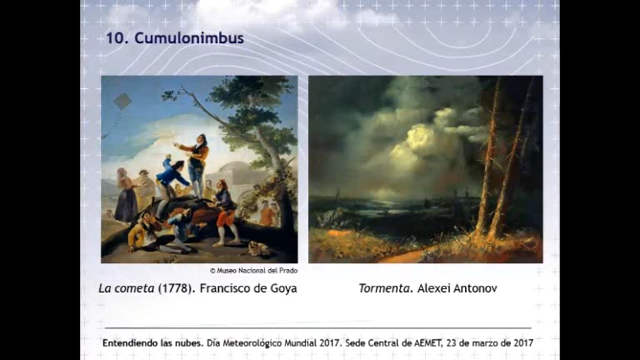 10. Cumulonimbus
© Museo Nacional del Prado
La cometa (1778). Francisco de Goya
Tormenta. Alexei Antonov
Entendiendo las nubes. Día Meteorológico Mundial 2017. Sede Central de AEMET, 23 de marzo de 2017